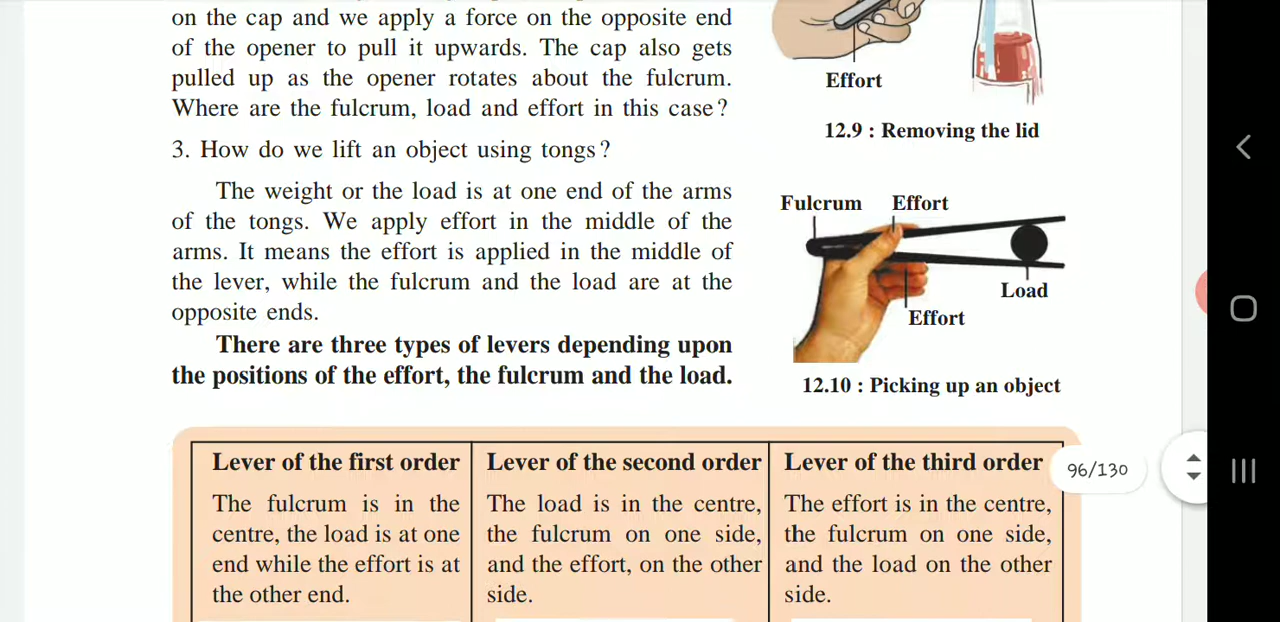 on the cap and we apply a force on the opposite end
of the opener to pull it upwards. The cap also gets
pulled up as the opener rotates about the fulcrum.
Where are the fulcrum, load and effort in this case?
3. How do we lift an object using tongs?
The weight or the load is at one end of the arms
of the tongs. We apply effort in the middle of the
arms. It means the effort is applied in the middle of
the lever, while the fulcrum and the load are at the
opposite ends.
There are three types of levers depending upon
the positions of the effort, the fulcrum and the load.
Effort
12.9 : Removing the lid
Fulcrum Effort
Load
Effort
12.10 : Picking up an object
Lever of the first order
The fulcrum is in the
centre, the load is at one
end while the effort is at
the other end.
Lever of the second order
The load is in the centre,
the fulcrum on one side,
and the effort, on the other
side.
Lever of the third order
The effort is in the centre,
the fulcrum on one side,
and the load on the other
side.
96/130